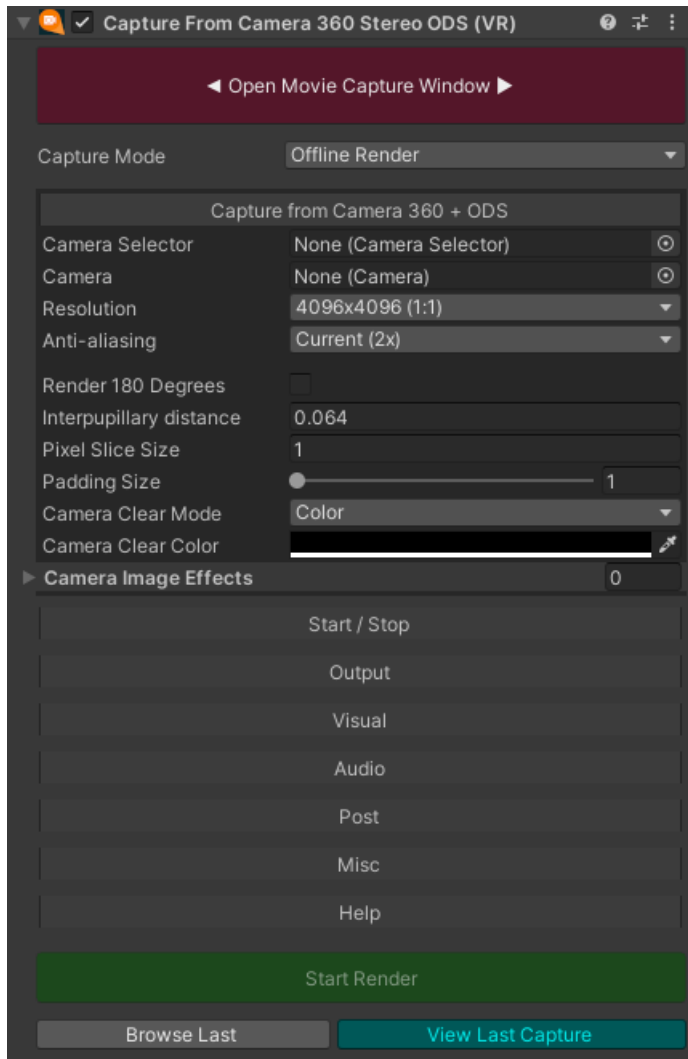 Capture From Camera 360 Stereo ODS (VR)
◄ Open Movie Capture Window ►
Capture Mode Offline Render
Capture from Camera 360 + ODS
Camera Selector None (Camera Selector)
Camera None (Camera)
Resolution 4096x4096 (1:1)
Anti-aliasing Current (2x)
Render 180 Degrees
Interpupillary distance 0.064
Pixel Slice Size 1
Padding Size 1
Camera Clear Mode Color
Camera Clear Color
Camera Image Effects 0
Start / Stop
Output
Visual
Audio
Post
Misc
Help
Start Render
Browse Last View Last Capture